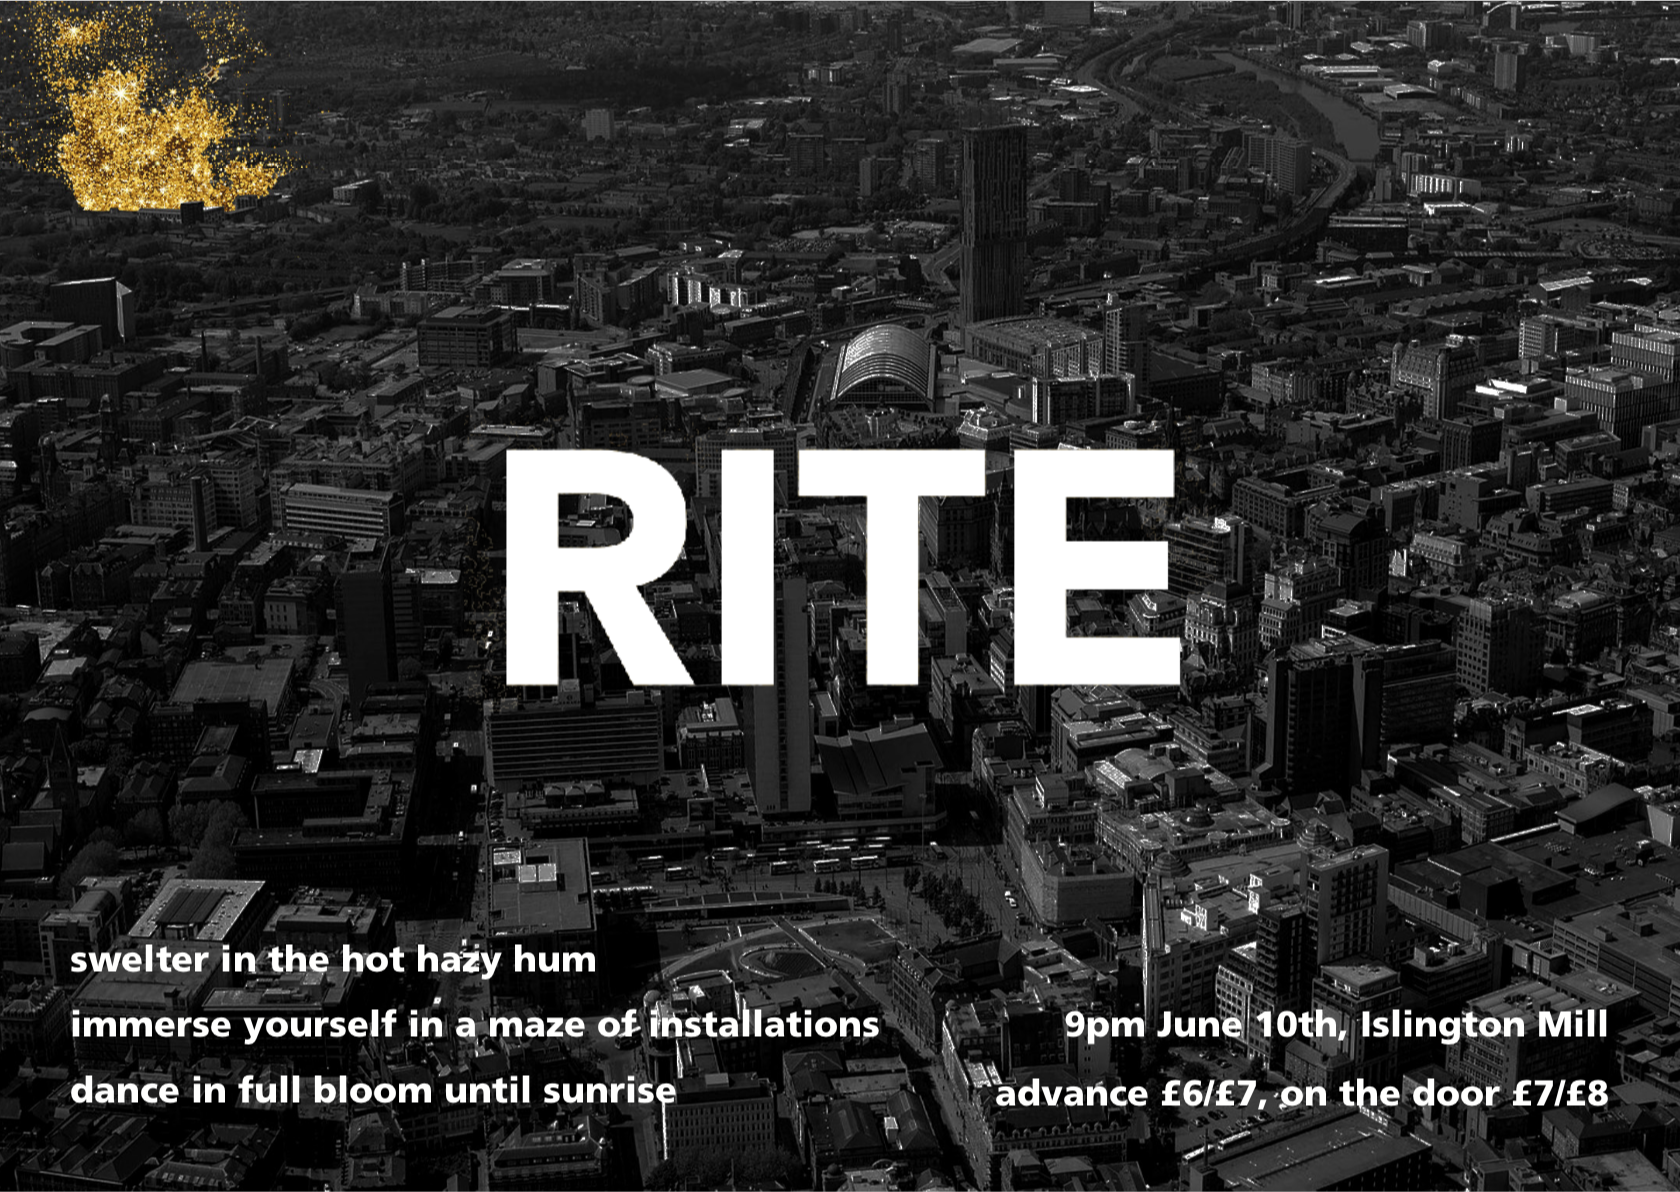 RITE
swelter in the hot hazy hum
immerse yourself in a maze of installations
dance in full bloom until sunrise
9pm June 10th, Islington Mill
advance £6/£7, on the door £7/£8